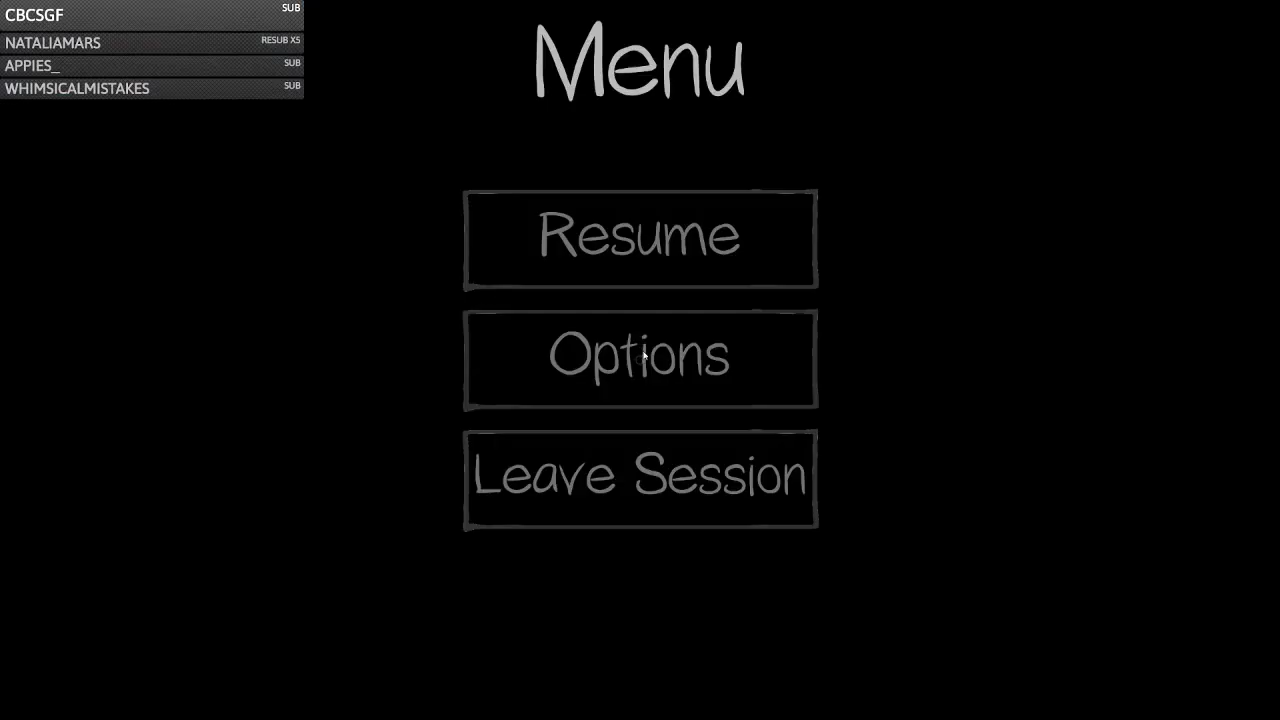 CBCSGF SUB
NATALIAMARS RESUB X5
APPIES_ SUB
WHIMSICALMISTAKES SUB
Menu
Resume
Options
Leave Session